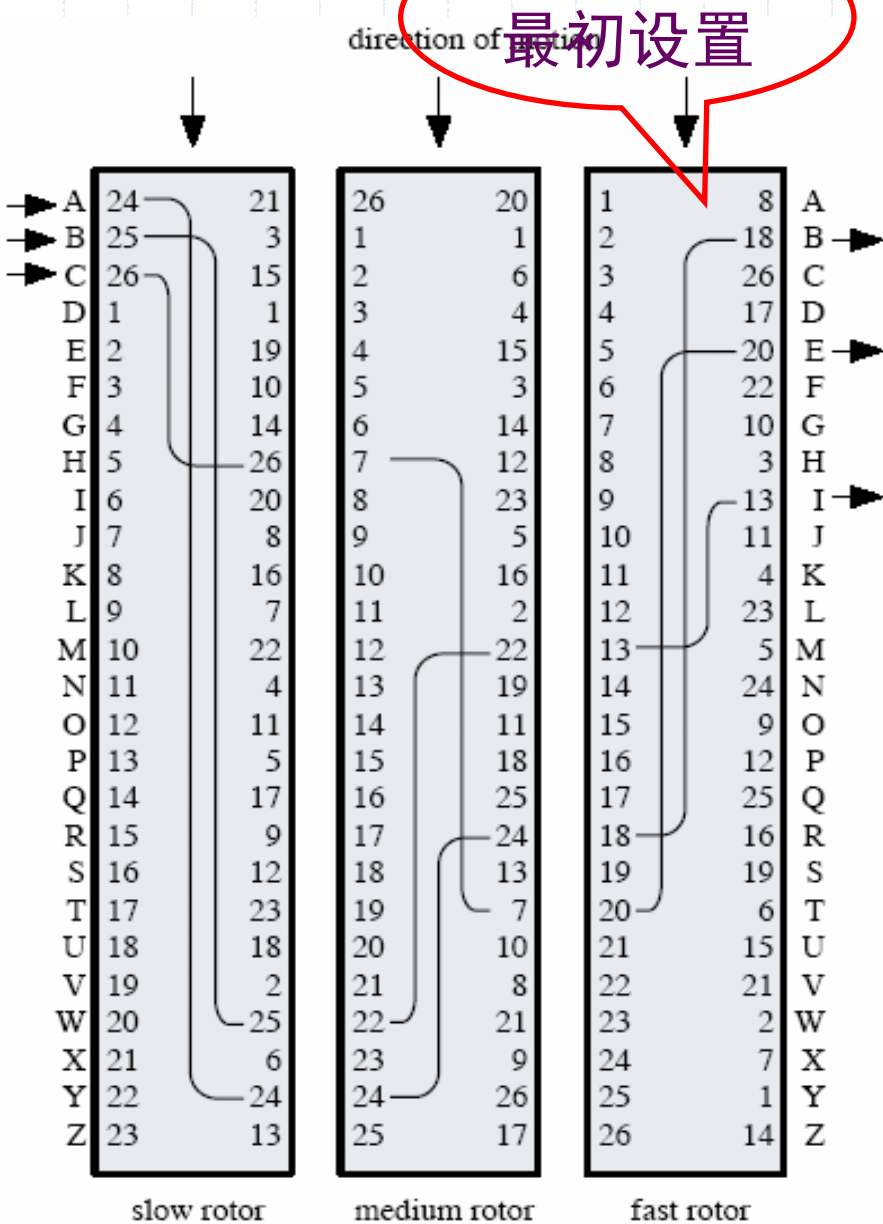 最初设置
direction of motion
A 24 21 26 20 1 8 A
B 25 3 1 1 2 18 B
C 26 15 2 6 3 26 C
D 1 1 3 4 4 17 D
E 2 19 4 15 5 20 E
F 3 10 5 3 6 22 F
G 4 14 6 14 7 10 G
H 5 26 7 12 8 3 H
I 6 20 8 23 9 13 I
J 7 8 9 5 10 11 J
K 8 16 10 16 11 4 K
L 9 7 11 2 12 23 L
M 10 22 12 22 13 5 M
N 11 4 13 19 14 24 N
O 12 11 14 11 15 9 O
P 13 5 15 18 16 12 P
Q 14 17 16 25 17 25 Q
R 15 9 17 24 18 16 R
S 16 12 18 13 19 19 S
T 17 23 19 7 20 6 T
U 18 18 20 10 21 15 U
V 19 2 21 8 22 21 V
W 20 25 22 21 23 2 W
X 21 6 23 9 24 7 X
Y 22 24 24 26 25 1 Y
Z 23 13 25 17 26 14 Z
slow rotor medium rotor fast rotor